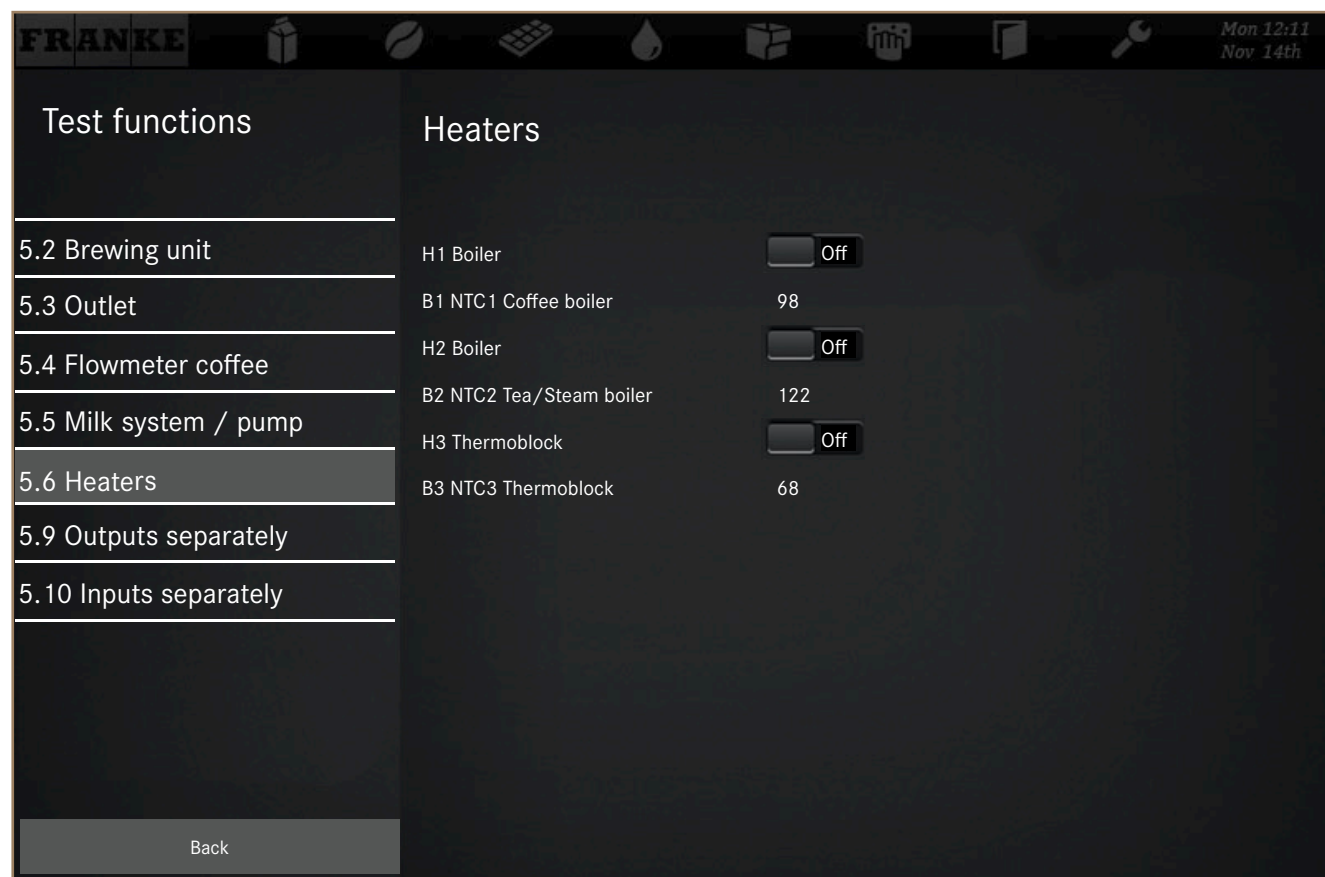 FRANKE
Mon 12:11
Nov 14th
Test functions
5.2 Brewing unit
5.3 Outlet
5.4 Flowmeter coffee
5.5 Milk system / pump
5.6 Heaters
5.9 Outputs separately
5.10 Inputs separately
Back
Heaters
H1 Boiler Off
B1 NTC1 Coffee boiler 98
H2 Boiler Off
B2 NTC2 Tea/Steam boiler 122
H3 Thermoblock Off
B3 NTC3 Thermoblock 68